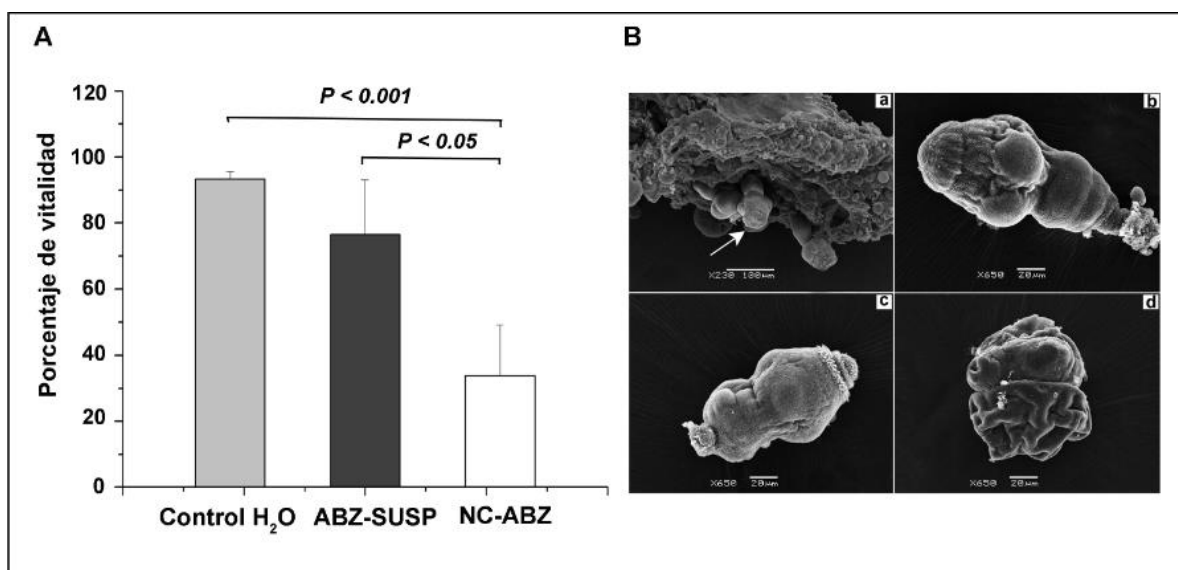 A
B
120
100
80
60
40
20
0
Porcentaje de vitalidad
P < 0.001
P < 0.05
Control H₂O ABZ-SUSP NC-ABZ
a
X230 100µm
b
X650 20µm
c
X650 20µm
d
X650 20µm